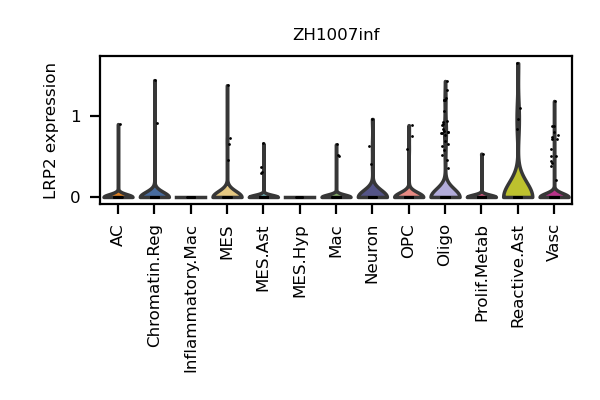 ZH1007inf
LRP2 expression
1
0
AC
Chromatin.Reg
Inflammatory.Mac
MES
MES.Ast
MES.Hyp
Mac
Neuron
OPC
Oligo
Prolif.Metab
Reactive.Ast
Vasc